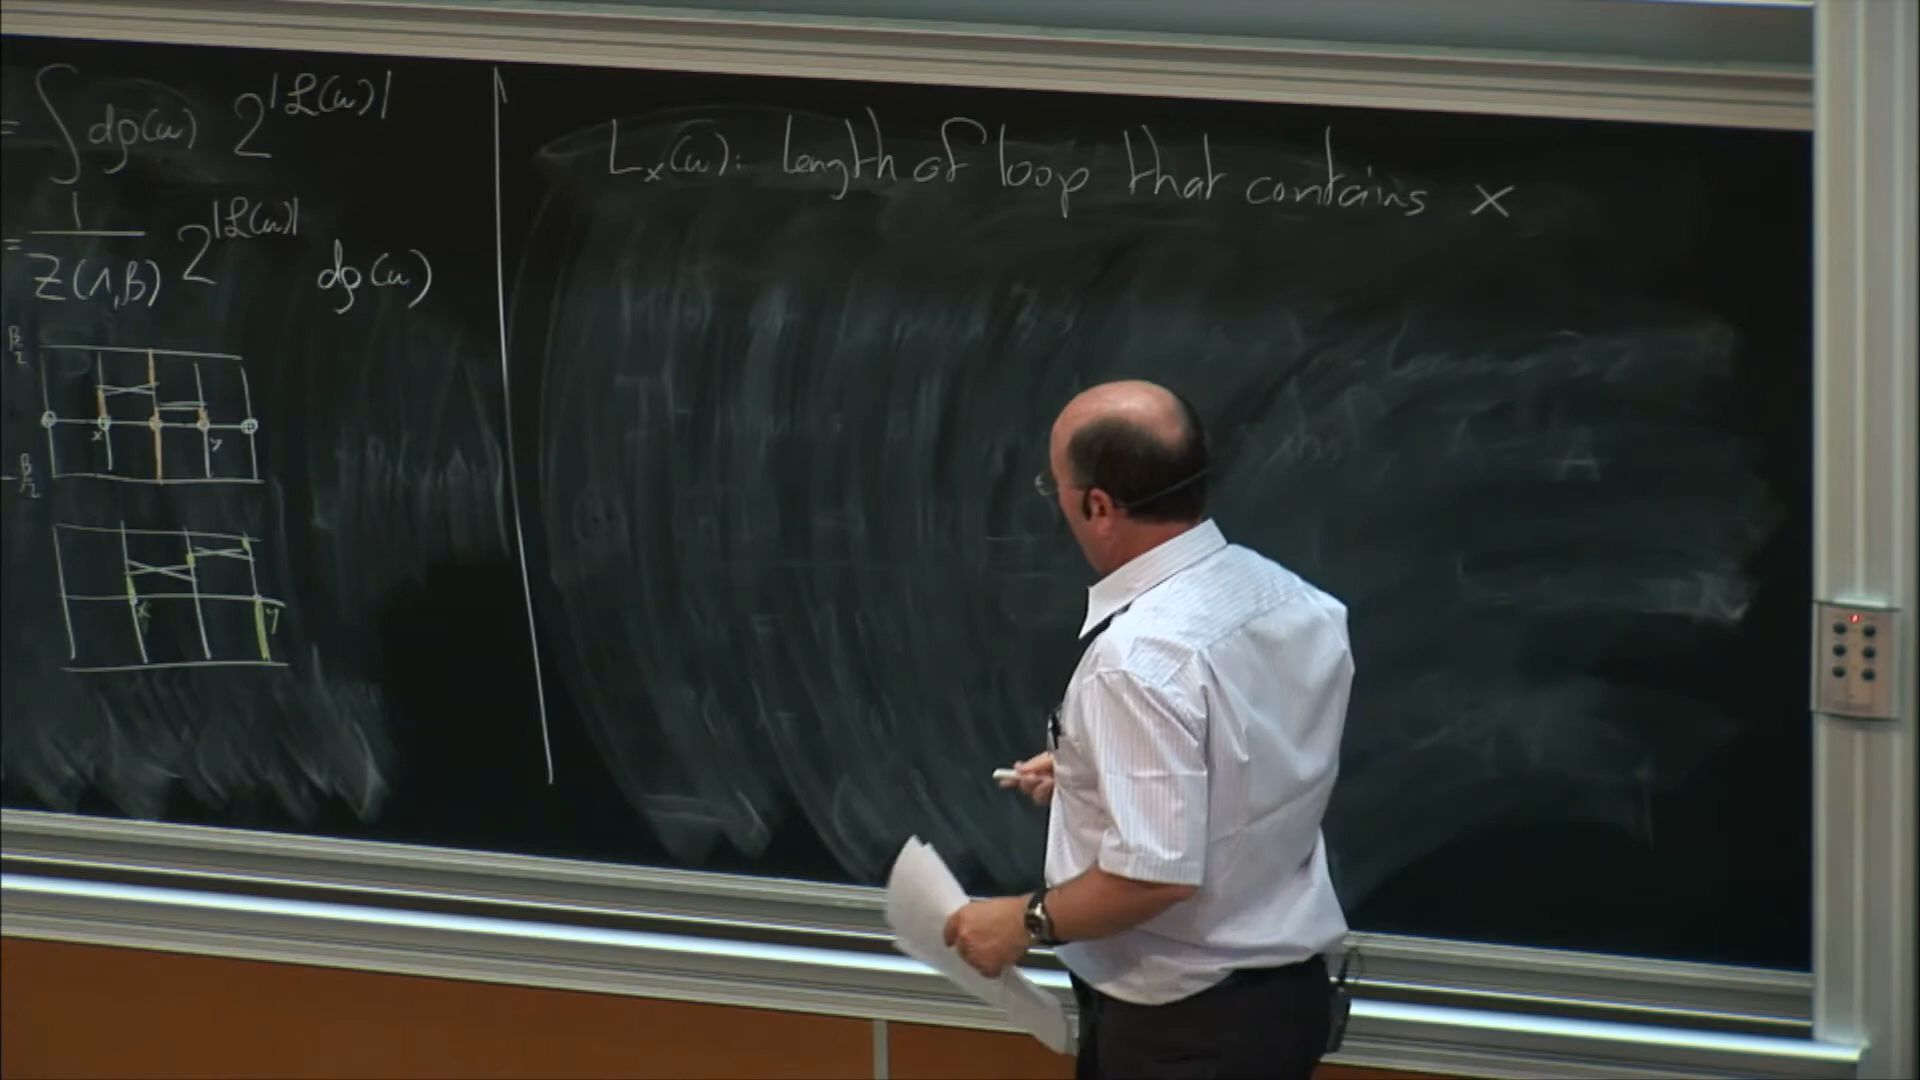 = ∫ dρ(ω) 2^{|𝓛(ω)|}
= 1/Z(Λ,β) 2^{|𝓛(ω)|} dρ(ω)
β/2
x y
-β/2
x y
L_x(ω): length of loop that contains x